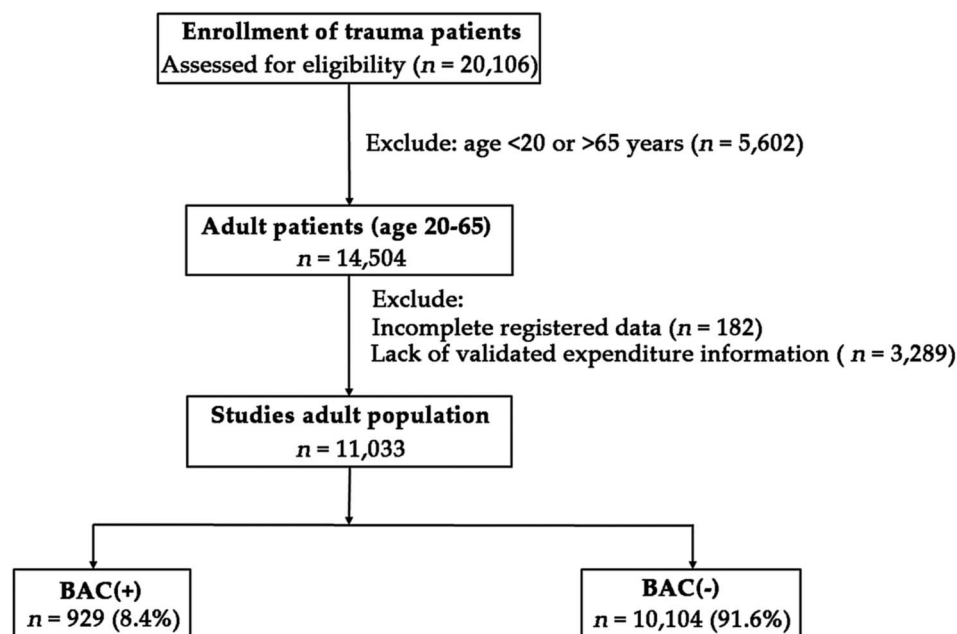 Enrollment of trauma patients
Assessed for eligibility (n = 20,106)
Exclude: age <20 or >65 years (n = 5,602)
Adult patients (age 20-65)
n = 14,504
Exclude:
Incomplete registered data (n = 182)
Lack of validated expenditure information ( n = 3,289)
Studies adult population
n = 11,033
BAC(+)
n = 929 (8.4%)
BAC(-)
n = 10,104 (91.6%)